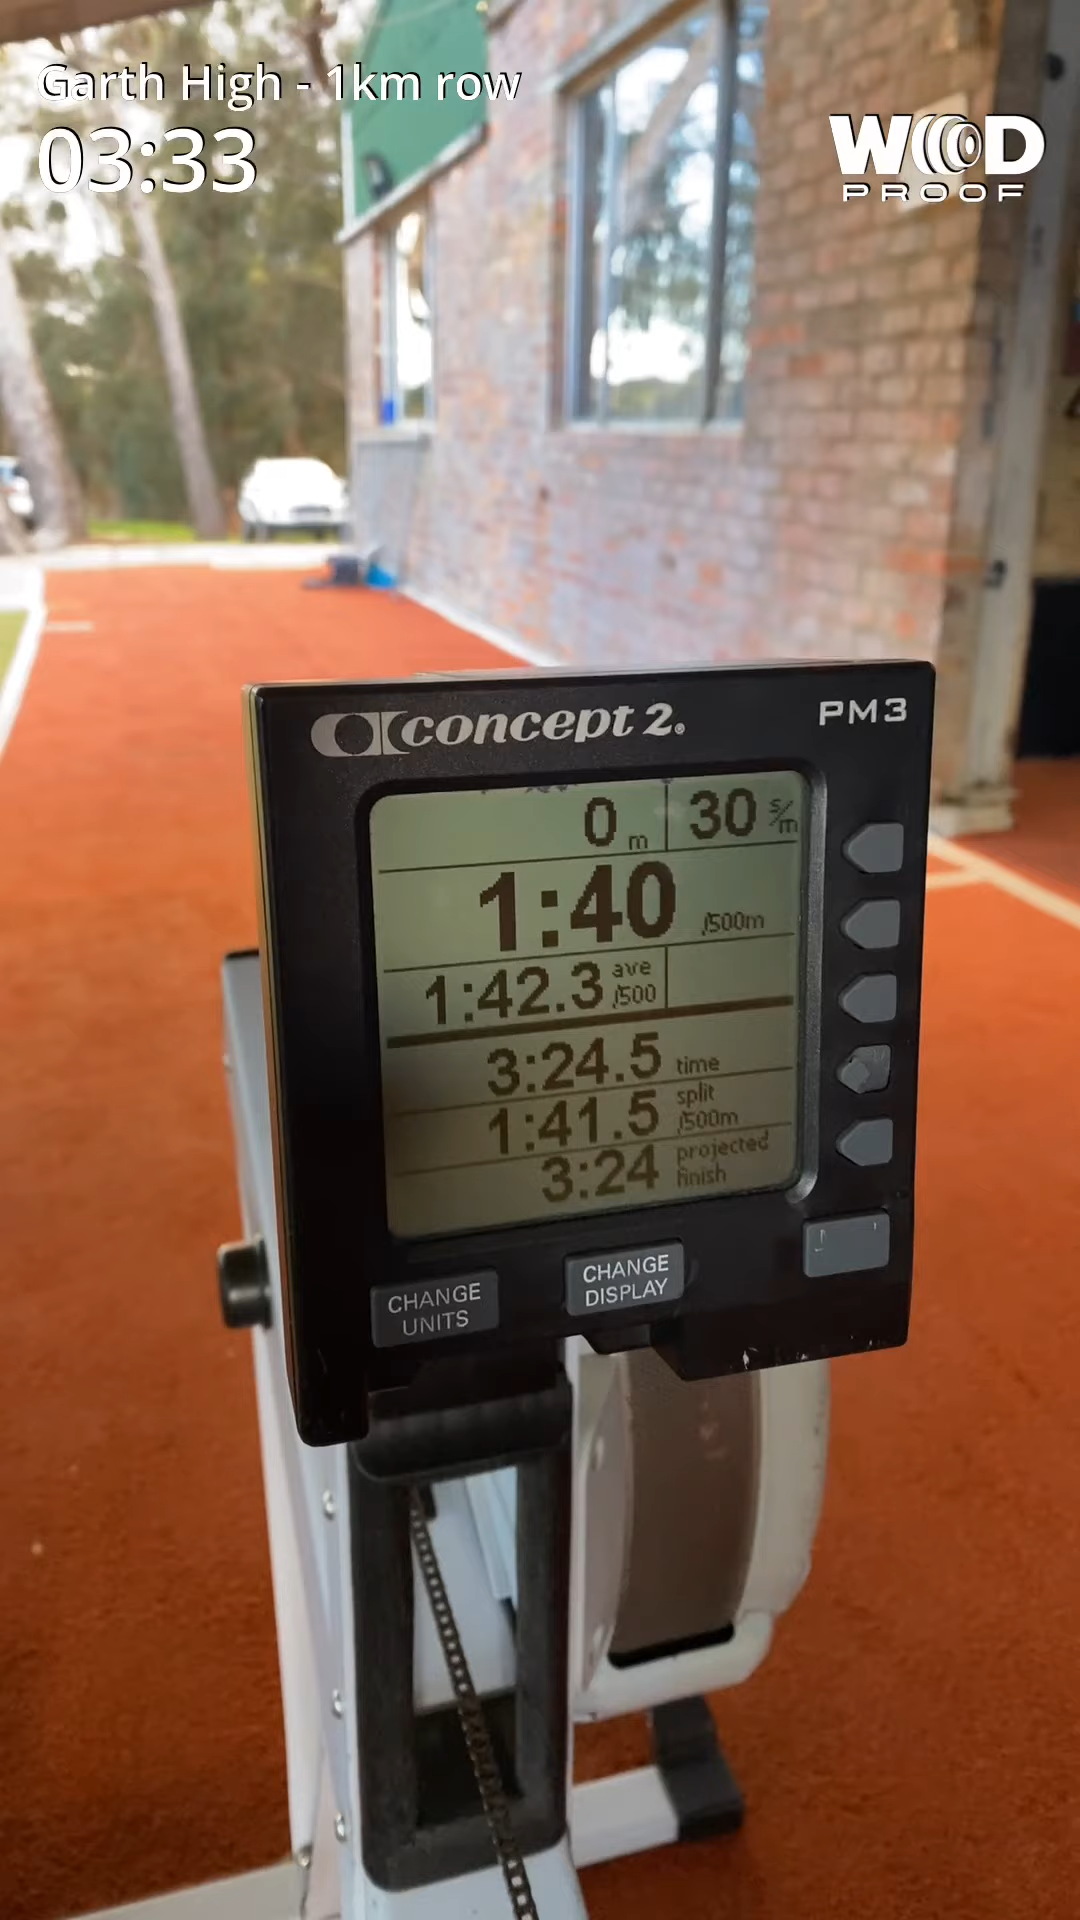 Garth High - 1km row
03:33
WOD
PROOF
concept 2®
PM3
0 m
30 s/m
1:40 /500m
1:42.3 ave /500
3:24.5 time
1:41.5 split /500m
3:24 projected finish
CHANGE UNITS
CHANGE DISPLAY